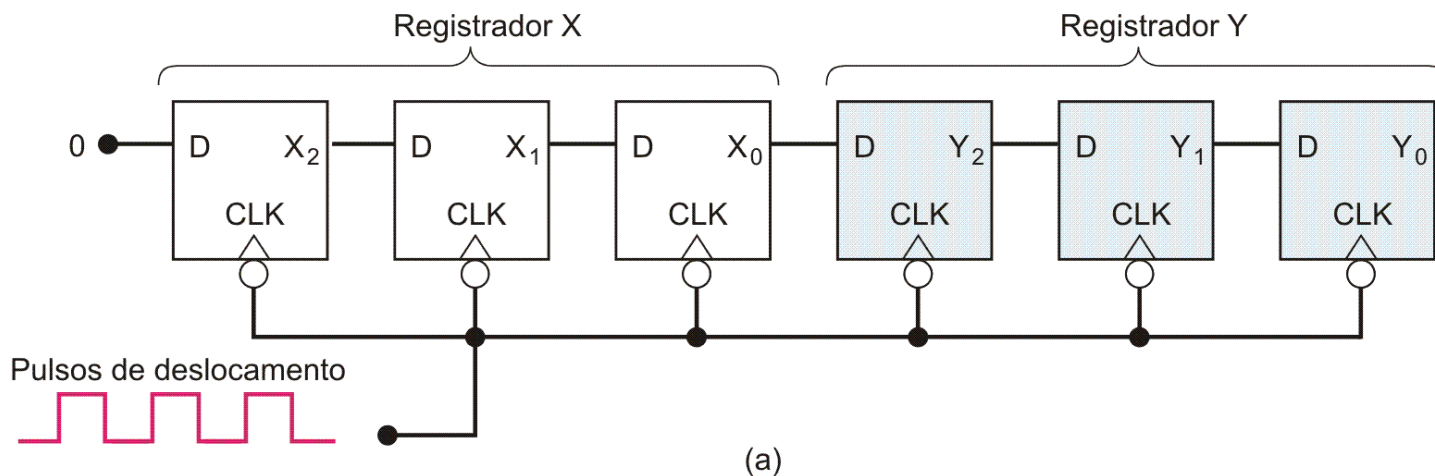 Registrador X Registrador Y
0 D X₂ D X₁ D X₀ D Y₂ D Y₁ D Y₀
CLK CLK CLK CLK CLK CLK
Pulsos de deslocamento
(a)